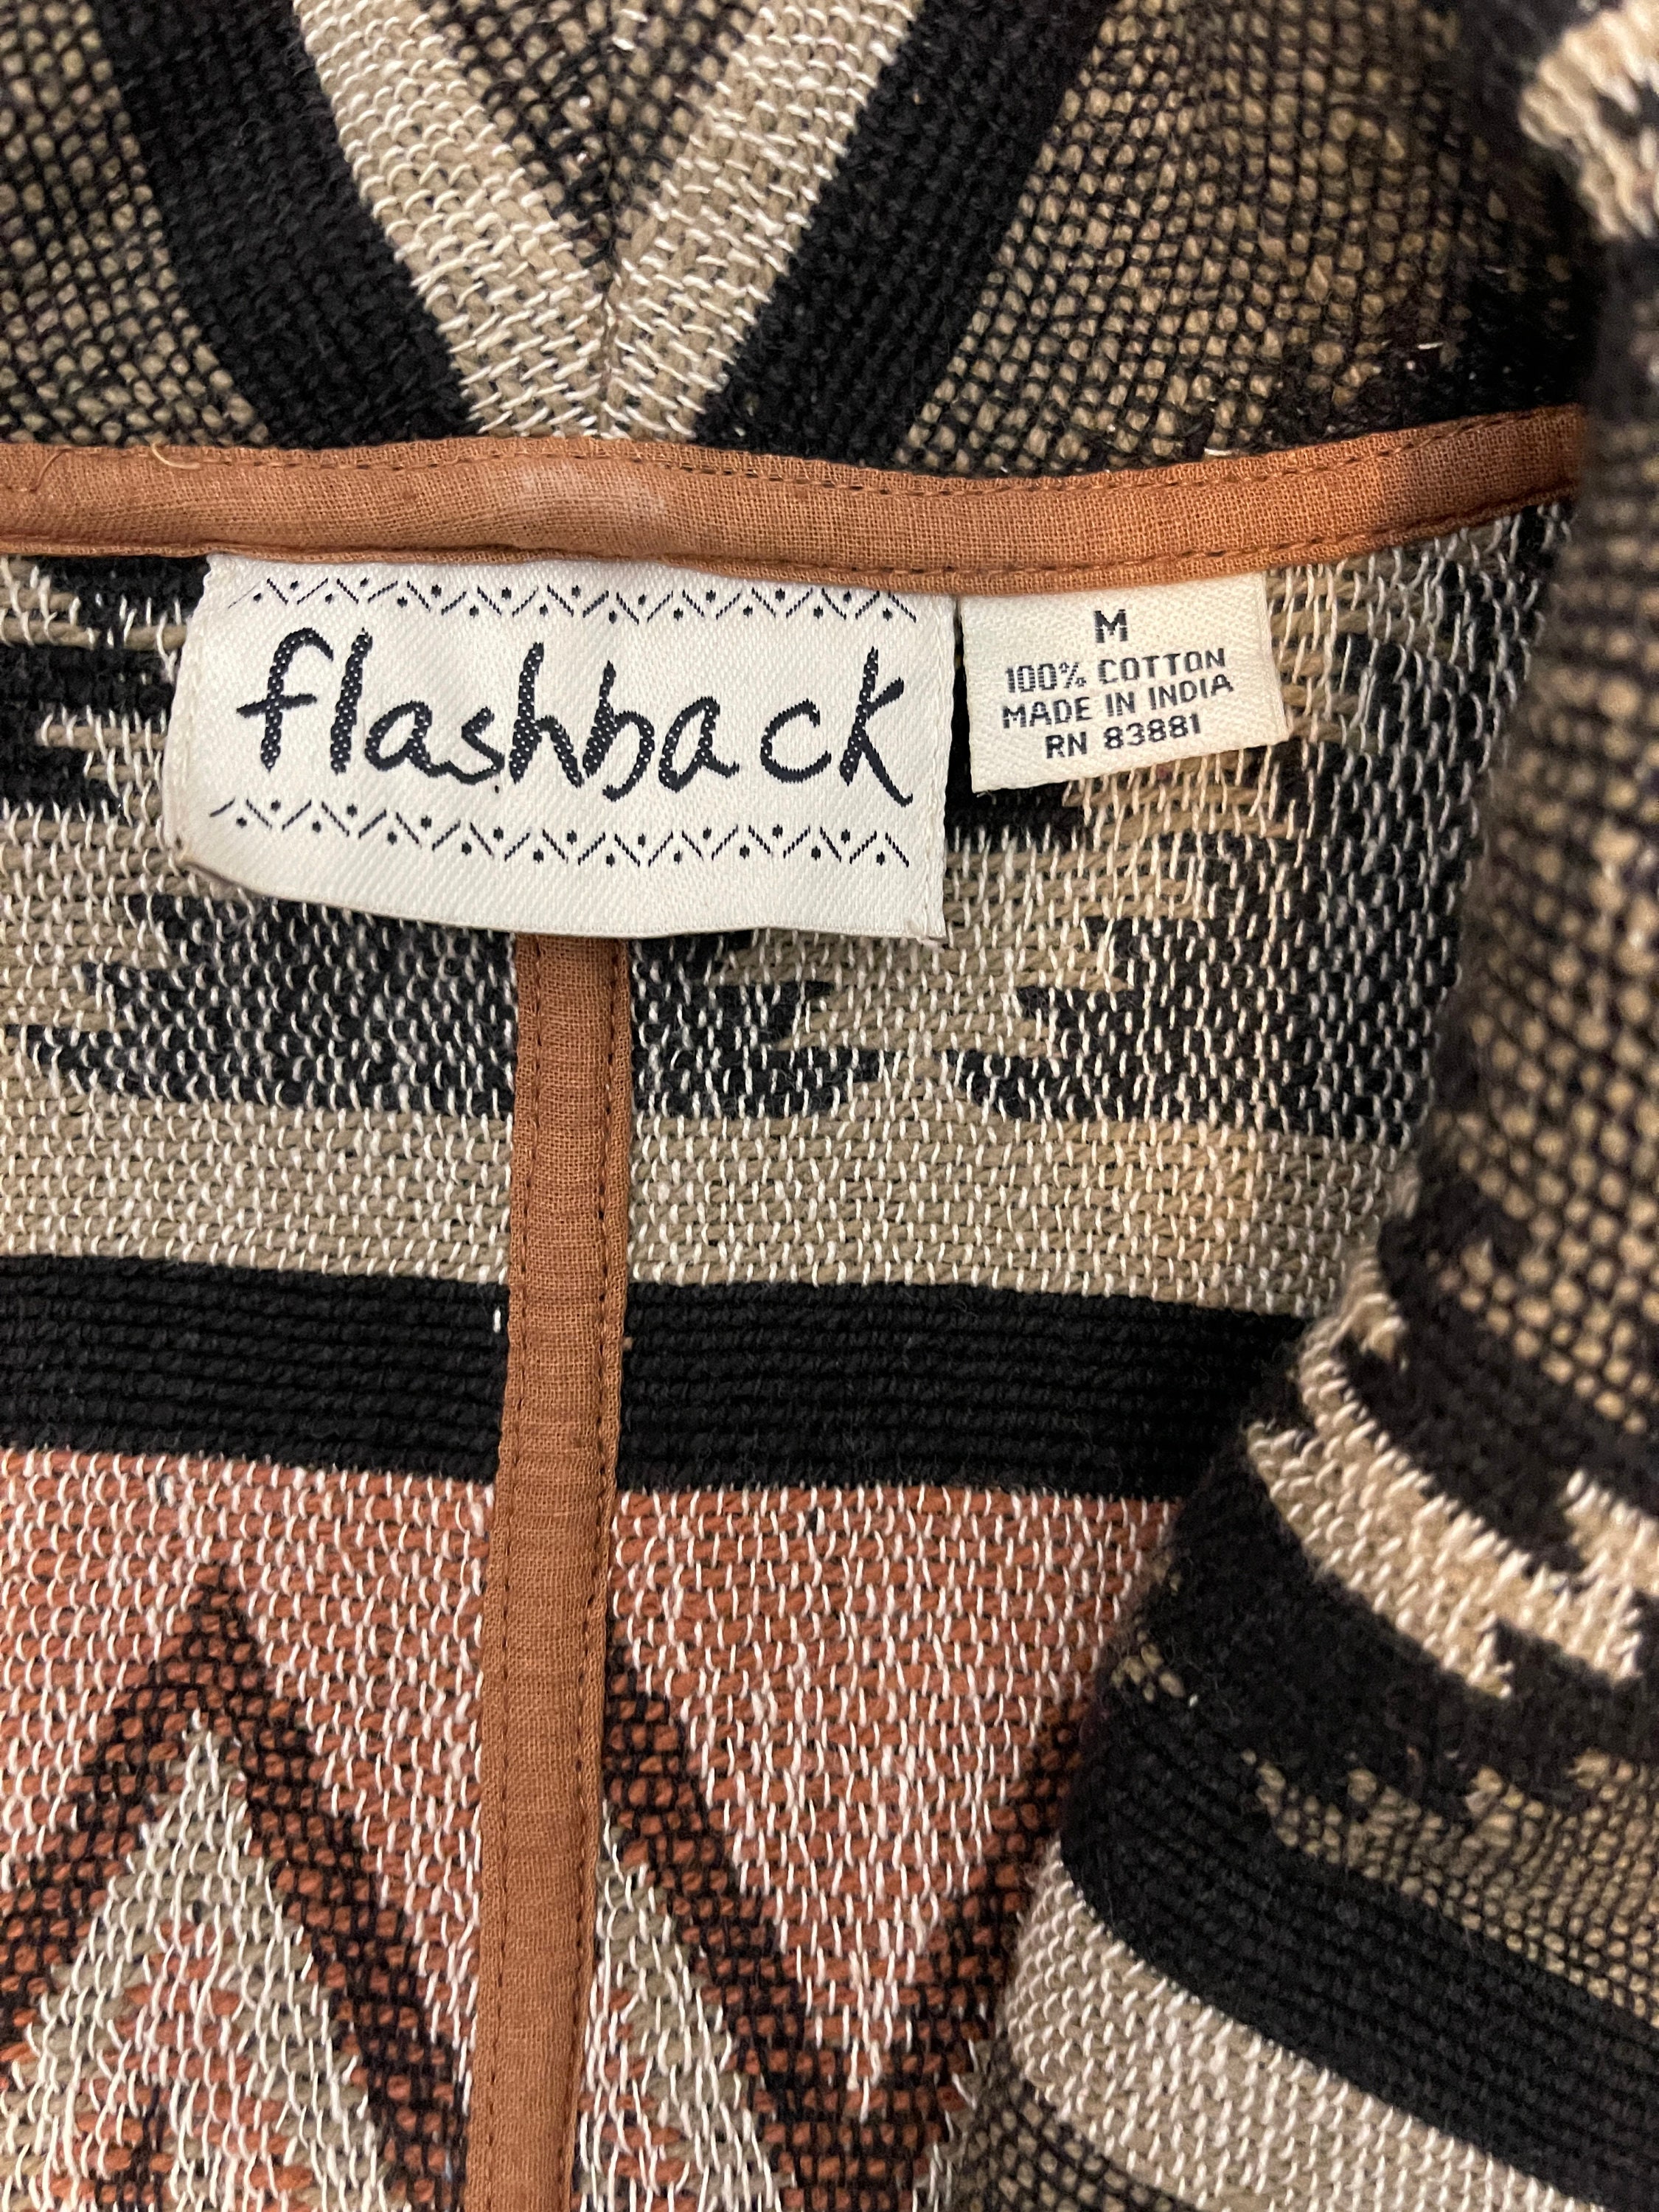 flashback
M
100% COTTON
MADE IN INDIA
RN 83881